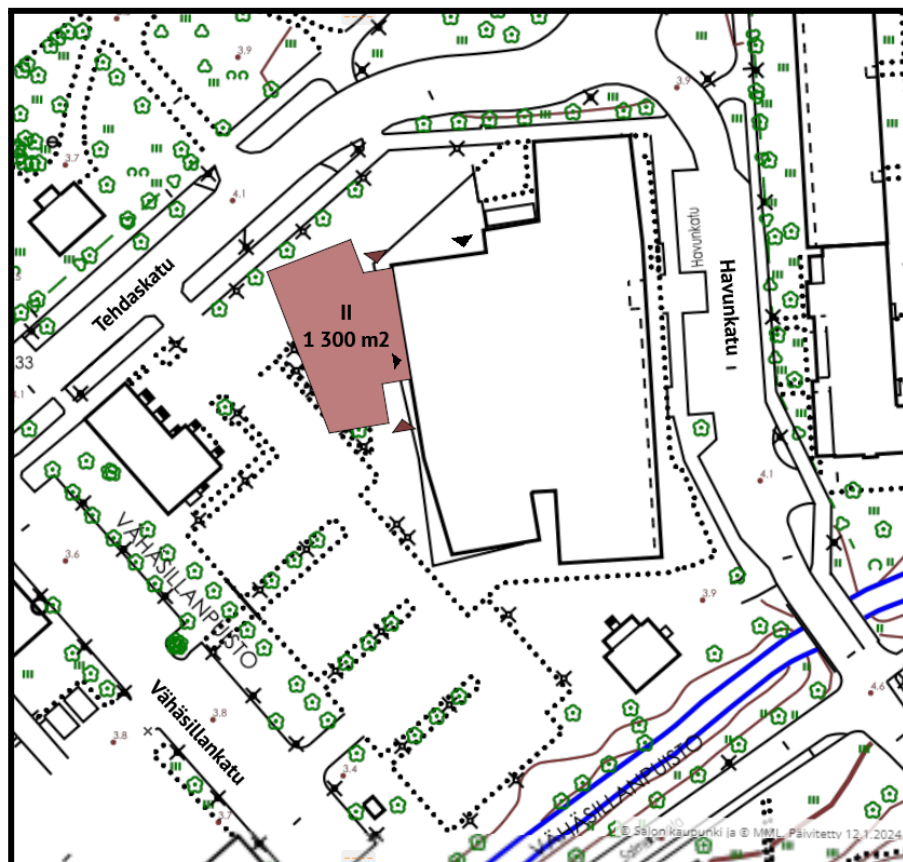 3.9
3.9
3.7
4.1
Havunkatu
Havunkatu
Tehdaskatu
II
1 300 m2
33
4.1
4.1
VÄHÄSILLANPUISTO
3.6
3.9
Vähäsillankatu
3.8
3.8
4.6
3.4
VÄHÄSILLANPUISTO
3.7
© Salon kaupunki ja © MML, Päivitetty 12.1.2024